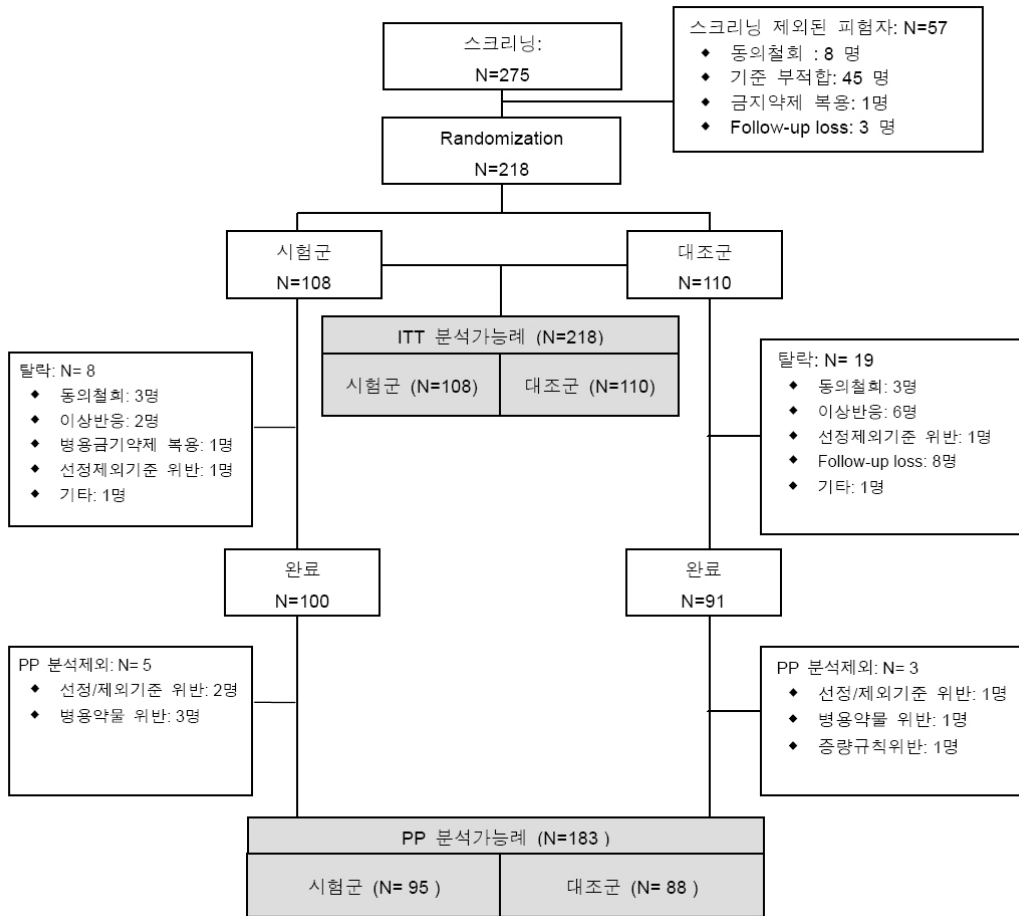 스크리닝:
N=275
스크리닝 제외된 피험자: N=57
◆ 동의철회 : 8 명
◆ 기준 부적합: 45 명
◆ 금지약제 복용: 1명
◆ Follow-up loss: 3 명
Randomization
N=218
시험군
N=108
대조군
N=110
ITT 분석가능례 (N=218)
시험군 (N=108)
대조군 (N=110)
탈락: N= 8
◆ 동의철회: 3명
◆ 이상반응: 2명
◆ 병용금기약제 복용: 1명
◆ 선정제외기준 위반: 1명
◆ 기타: 1명
탈락: N= 19
◆ 동의철회: 3명
◆ 이상반응: 6명
◆ 선정제외기준 위반: 1명
◆ Follow-up loss: 8명
◆ 기타: 1명
완료
N=100
완료
N=91
PP 분석제외: N= 5
◆ 선정/제외기준 위반: 2명
◆ 병용약물 위반: 3명
PP 분석제외: N= 3
◆ 선정/제외기준 위반: 1명
◆ 병용약물 위반: 1명
◆ 증량규칙위반: 1명
PP 분석가능례 (N=183 )
시험군 (N= 95 )
대조군 (N= 88 )